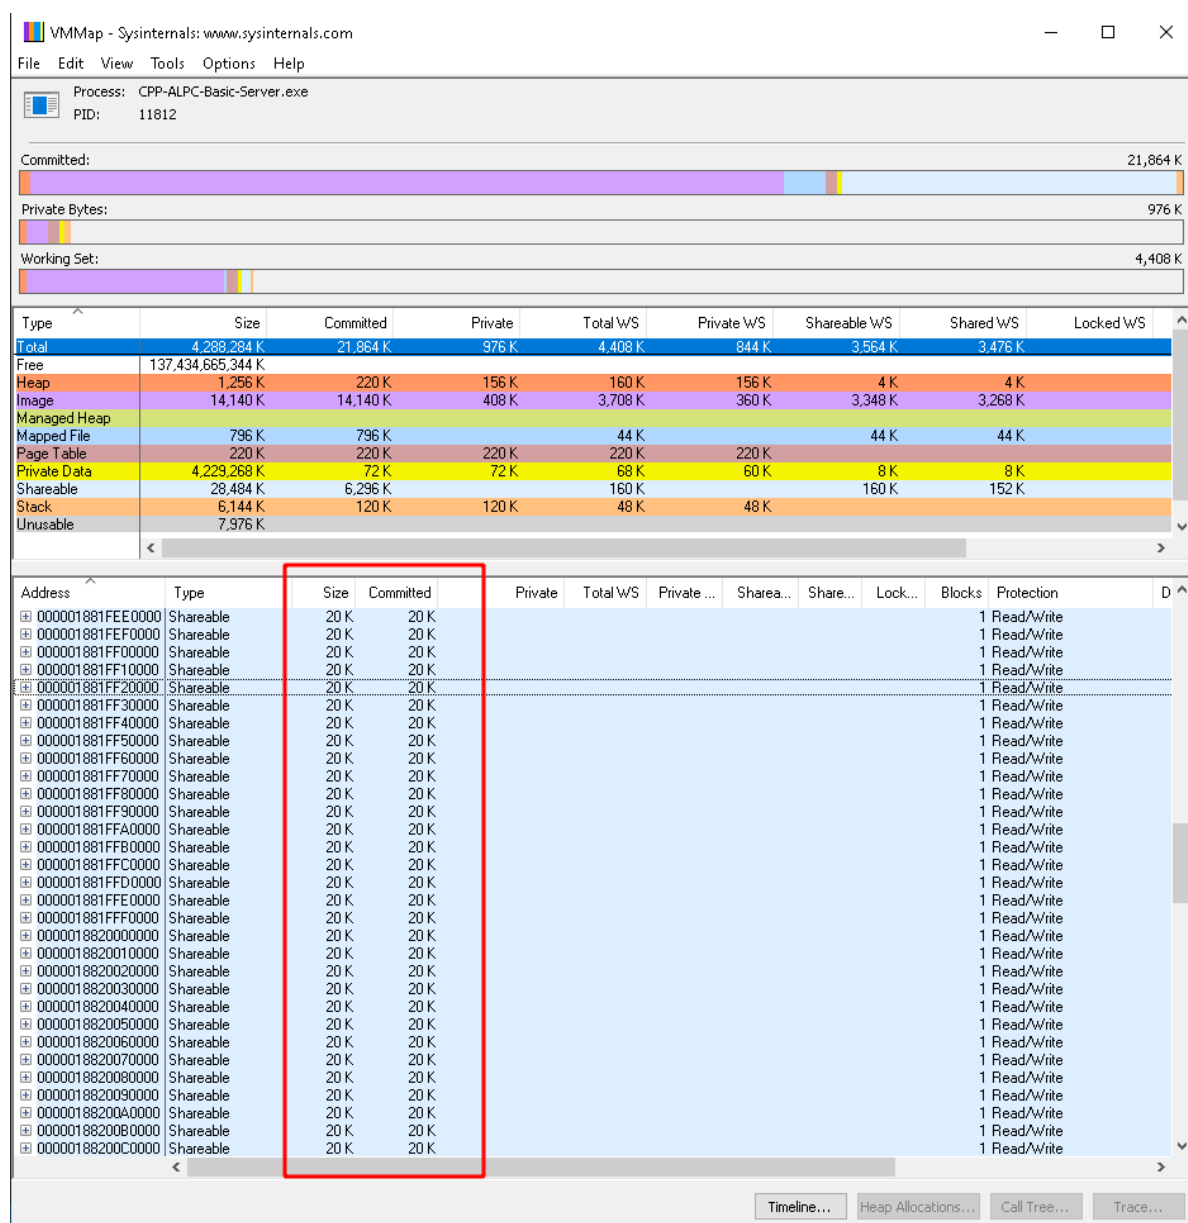 VMMap - Sysinternals: www.sysinternals.com
File Edit View Tools Options Help
Process: CPP-ALPC-Basic-Server.exe
PID: 11812
Committed: 21,864 K
Private Bytes: 976 K
Working Set: 4,408 K
Type Size Committed Private Total WS Private WS Shareable WS Shared WS Locked WS
Total 4,288,284 K 21,864 K 976 K 4,408 K 844 K 3,564 K 3,476 K
Free 137,434,665,344 K
Heap 1,256 K 220 K 156 K 160 K 156 K 4 K 4 K
Image 14,140 K 14,140 K 408 K 3,708 K 360 K 3,348 K 3,268 K
Managed Heap
Mapped File 796 K 796 K 44 K 44 K 44 K
Page Table 220 K 220 K 220 K 220 K 220 K
Private Data 4,229,268 K 72 K 72 K 68 K 60 K 8 K 8 K
Shareable 28,484 K 6,296 K 160 K 160 K 152 K
Stack 6,144 K 120 K 120 K 48 K 48 K
Unusable 7,976 K
Address Type Size Committed Private Total WS Private ... Sharea... Share... Lock... Blocks Protection D
000001881FEE0000 Shareable 20 K 20 K 1 Read/Write
000001881FEF0000 Shareable 20 K 20 K 1 Read/Write
000001881FF00000 Shareable 20 K 20 K 1 Read/Write
000001881FF10000 Shareable 20 K 20 K 1 Read/Write
000001881FF20000 Shareable 20 K 20 K 1 Read/Write
000001881FF30000 Shareable 20 K 20 K 1 Read/Write
000001881FF40000 Shareable 20 K 20 K 1 Read/Write
000001881FF50000 Shareable 20 K 20 K 1 Read/Write
000001881FF60000 Shareable 20 K 20 K 1 Read/Write
000001881FF70000 Shareable 20 K 20 K 1 Read/Write
000001881FF80000 Shareable 20 K 20 K 1 Read/Write
000001881FF90000 Shareable 20 K 20 K 1 Read/Write
000001881FFA0000 Shareable 20 K 20 K 1 Read/Write
000001881FFB0000 Shareable 20 K 20 K 1 Read/Write
000001881FFC0000 Shareable 20 K 20 K 1 Read/Write
000001881FFD0000 Shareable 20 K 20 K 1 Read/Write
000001881FFE0000 Shareable 20 K 20 K 1 Read/Write
000001881FFF0000 Shareable 20 K 20 K 1 Read/Write
0000018820000000 Shareable 20 K 20 K 1 Read/Write
0000018820010000 Shareable 20 K 20 K 1 Read/Write
0000018820020000 Shareable 20 K 20 K 1 Read/Write
0000018820030000 Shareable 20 K 20 K 1 Read/Write
0000018820040000 Shareable 20 K 20 K 1 Read/Write
0000018820050000 Shareable 20 K 20 K 1 Read/Write
0000018820060000 Shareable 20 K 20 K 1 Read/Write
0000018820070000 Shareable 20 K 20 K 1 Read/Write
0000018820080000 Shareable 20 K 20 K 1 Read/Write
0000018820090000 Shareable 20 K 20 K 1 Read/Write
00000188200A0000 Shareable 20 K 20 K 1 Read/Write
00000188200B0000 Shareable 20 K 20 K 1 Read/Write
00000188200C0000 Shareable 20 K 20 K 1 Read/Write
Timeline... Heap Allocations... Call Tree... Trace...